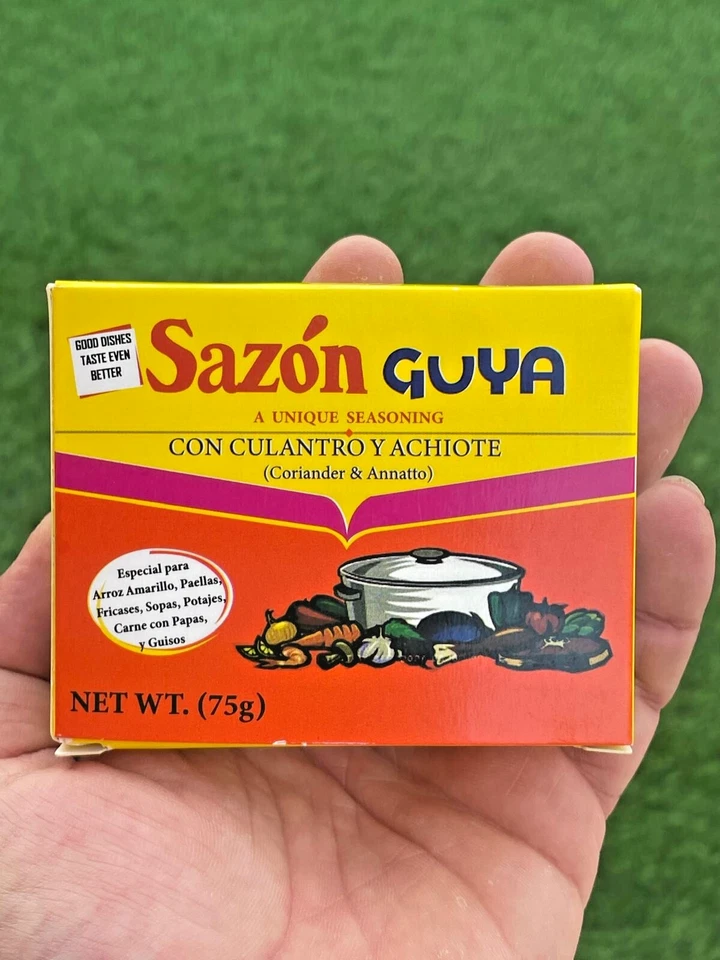 GOOD DISHES
TASTE EVEN
BETTER
Sazón GUYA
A UNIQUE SEASONING
CON CULANTRO Y ACHIOTE
(Coriander & Annatto)
Especial para
Arroz Amarillo, Paellas,
Fricases, Sopas, Potajes,
Carne con Papas,
y Guisos
NET WT. (75g)